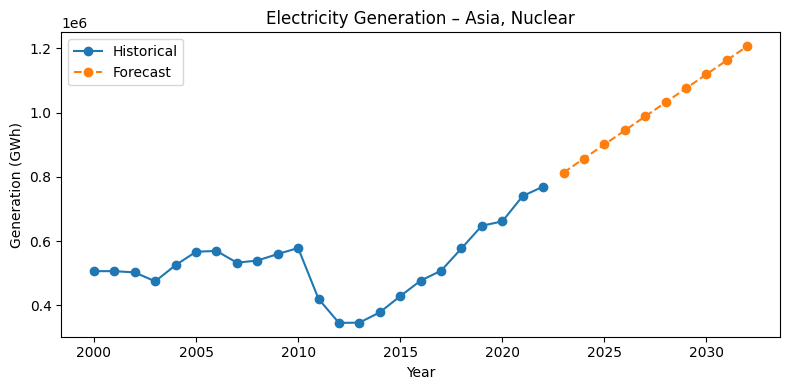 Electricity Generation – Asia, Nuclear
1e6
Historical
Forecast
1.2
1.0
0.8
0.6
0.4
Generation (GWh)
2000 2005 2010 2015 2020 2025 2030
Year